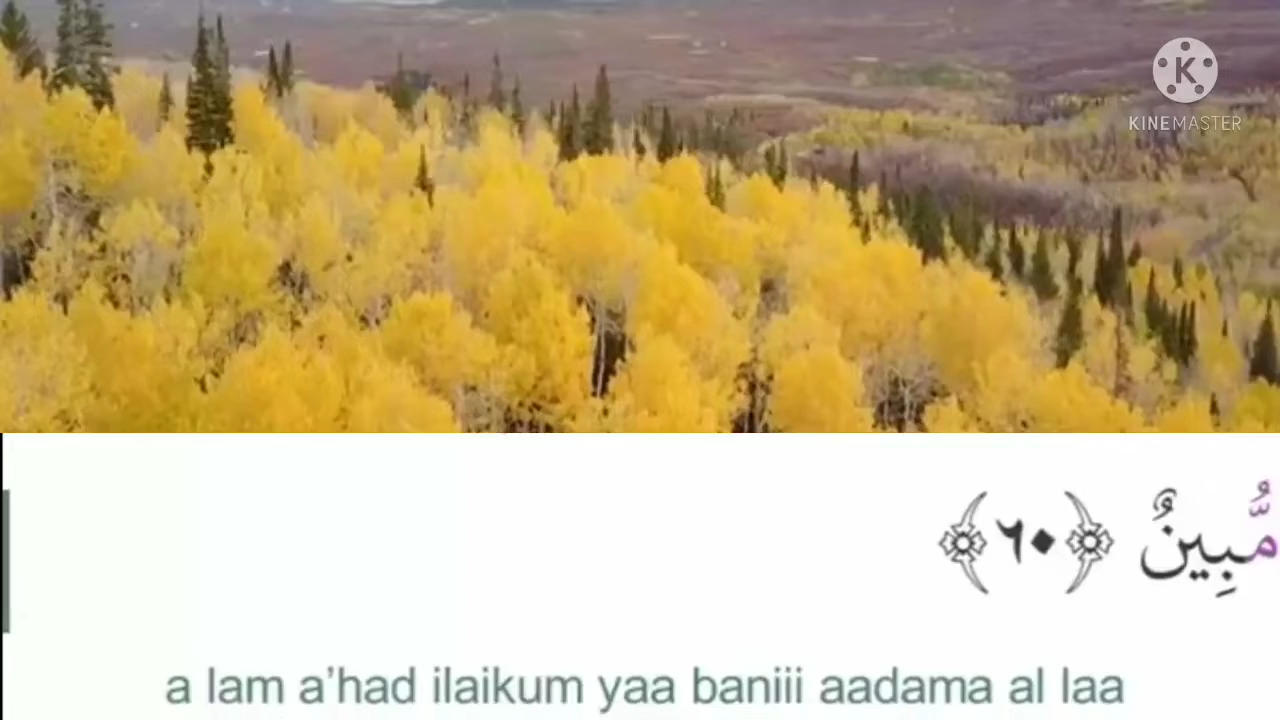 KINEMASTER
مُّبِينٌ ﴿٦٠﴾
a lam a’had ilaikum yaa baniii aadama al laa